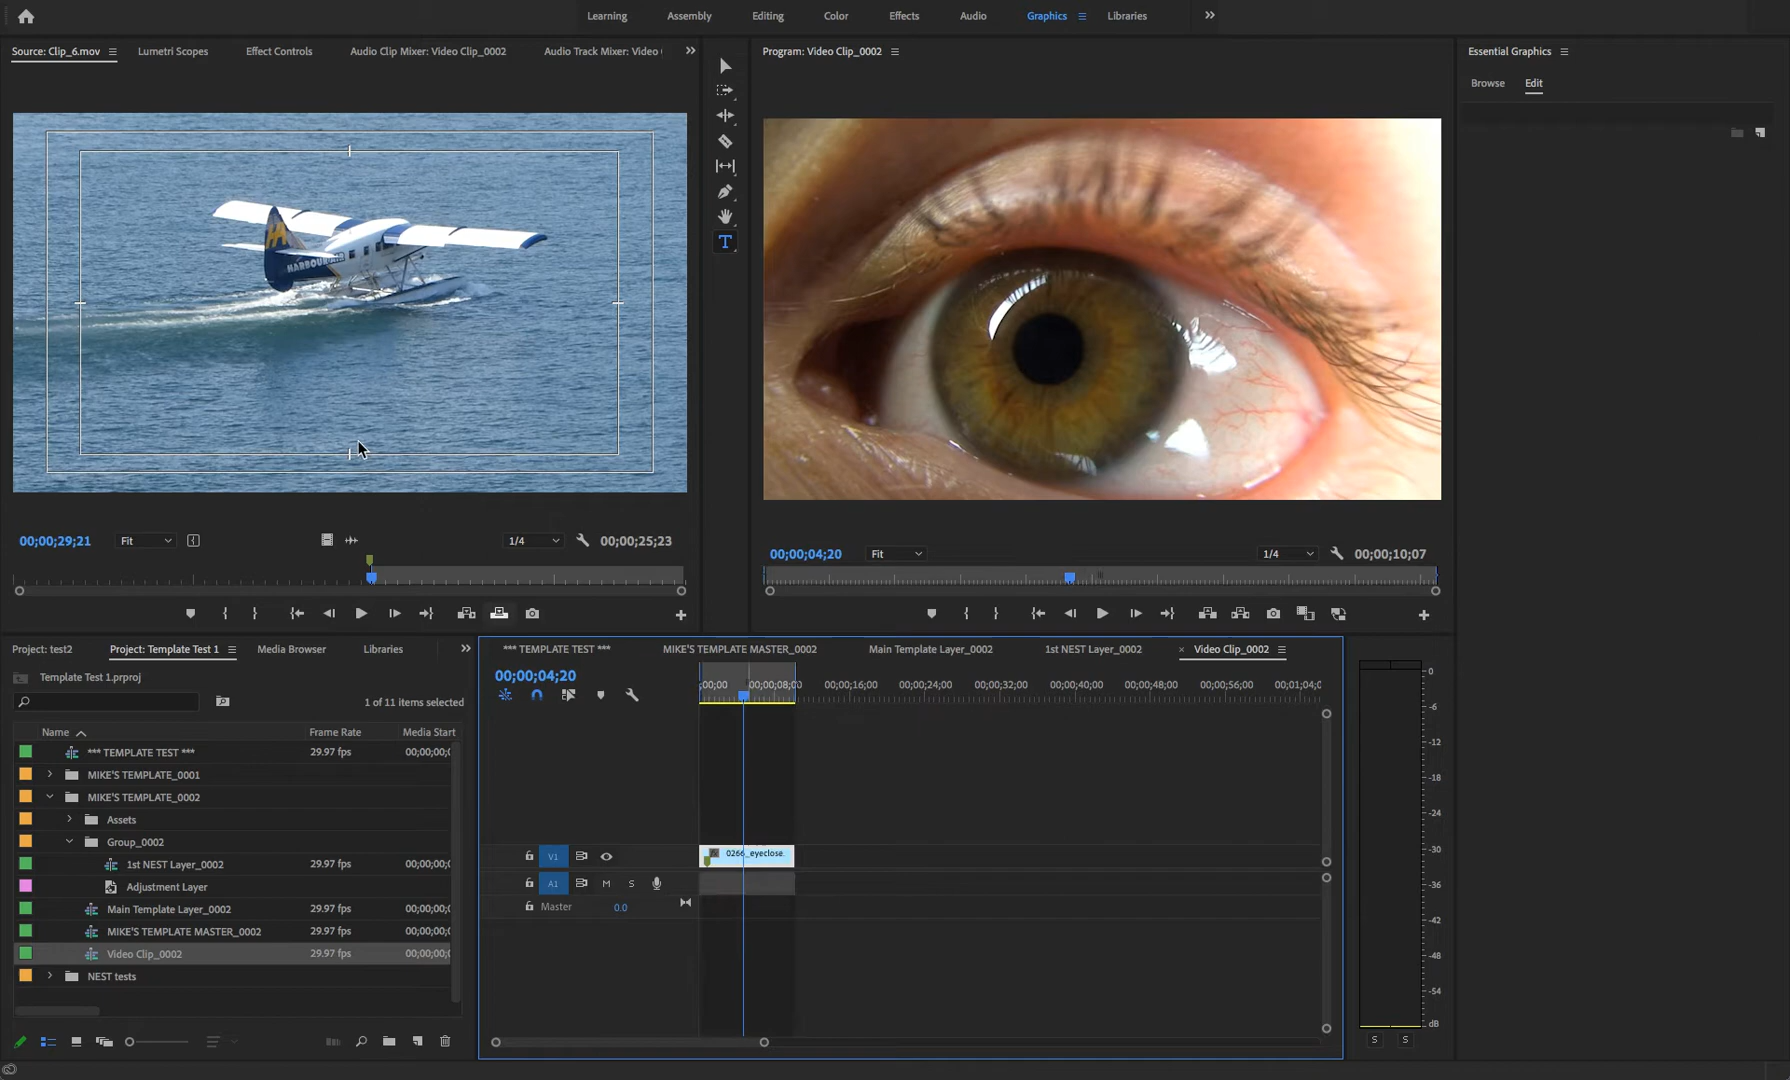 Learning Assembly Editing Color Effects Audio Graphics Libraries
Source: Clip_6.mov Lumetri Scopes Effect Controls Audio Clip Mixer: Video Clip_0002 Audio Track Mixer: Video
Program: Video Clip_0002
Essential Graphics
Browse Edit
HARBOUR
00;00;29;21 Fit 1/4 00;00;25;23
00;00;04;20 Fit 1/4 00;00;10;07
Project: test2 Project: Template Test 1 Media Browser Libraries
Template Test 1.prproj
1 of 11 items selected
Name Frame Rate Media Start
*** TEMPLATE TEST *** 29.97 fps 00;00;00;0
MIKE'S TEMPLATE_0001
MIKE'S TEMPLATE_0002
Assets
Group_0002
1st NEST Layer_0002 29.97 fps 00;00;00;0
Adjustment Layer
Main Template Layer_0002 29.97 fps 00;00;00;0
MIKE'S TEMPLATE MASTER_0002 29.97 fps 00;00;00;0
Video Clip_0002 29.97 fps 00;00;00;0
NEST tests
*** TEMPLATE TEST *** MIKE'S TEMPLATE MASTER_0002 Main Template Layer_0002 1st NEST Layer_0002 × Video Clip_0002
00;00;04;20
;00;00 00;00;08;00 00;00;16;00 00;00;24;00 00;00;32;00 00;00;40;00 00;00;48;00 00;00;56;00 00;01;04;0
V1 0266_eyeclose.
A1 M S
Master 0.0
0
-6
-12
-18
-24
-30
-36
-42
-48
-54
dB
S S